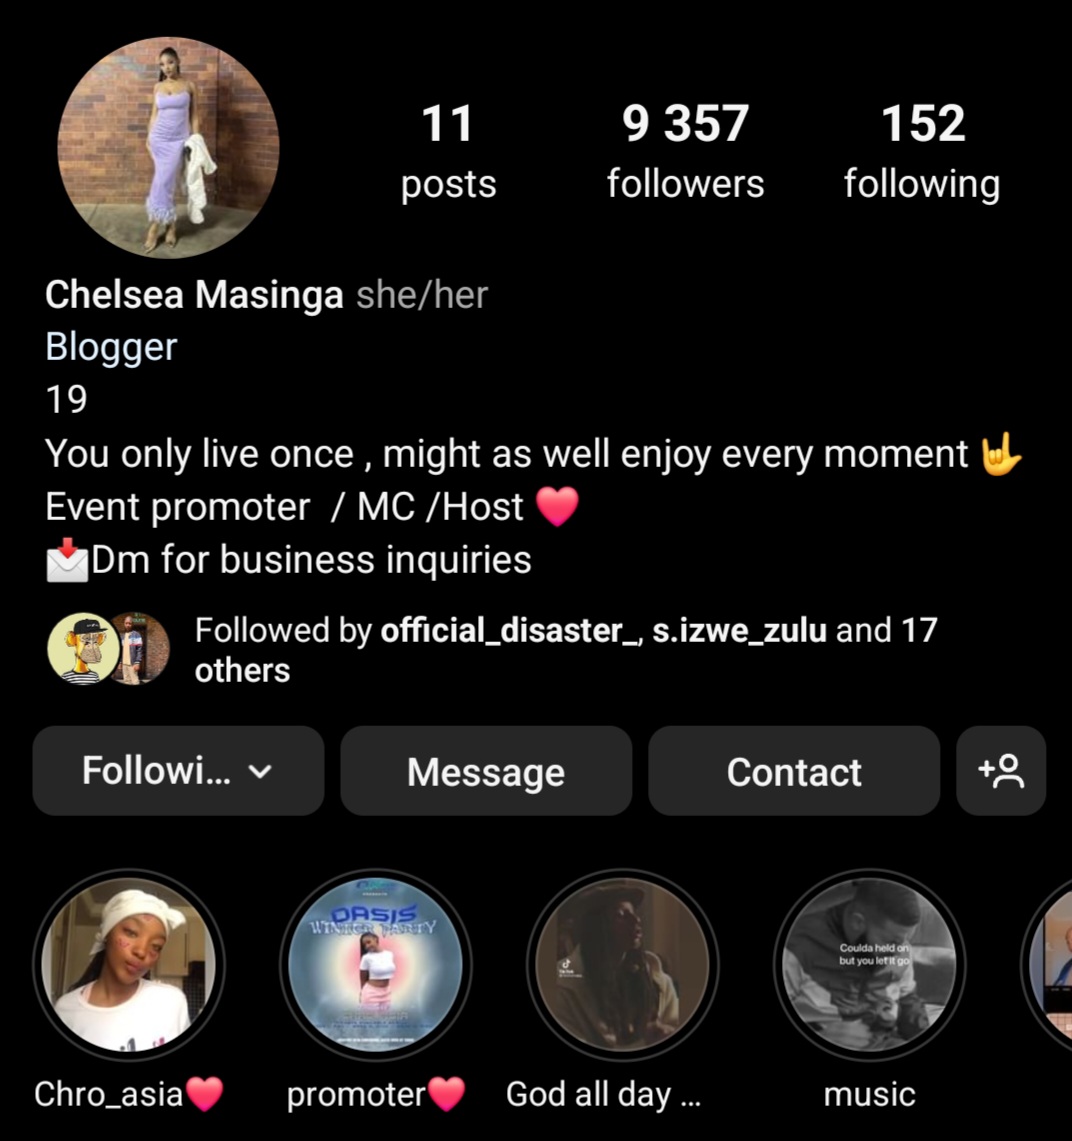 11
posts
9 357
followers
152
following
Chelsea Masinga she/her
Blogger
19
You only live once , might as well enjoy every moment 🤟
Event promoter / MC /Host ❤️
📩Dm for business inquiries
Followed by official_disaster_, s.izwe_zulu and 17
others
Followi...
Message
Contact
OASIS
WINTER PARTY
TikTok
Coulda held on
but you let it go
Chro_asia❤️
promoter❤️
God all day ...
music